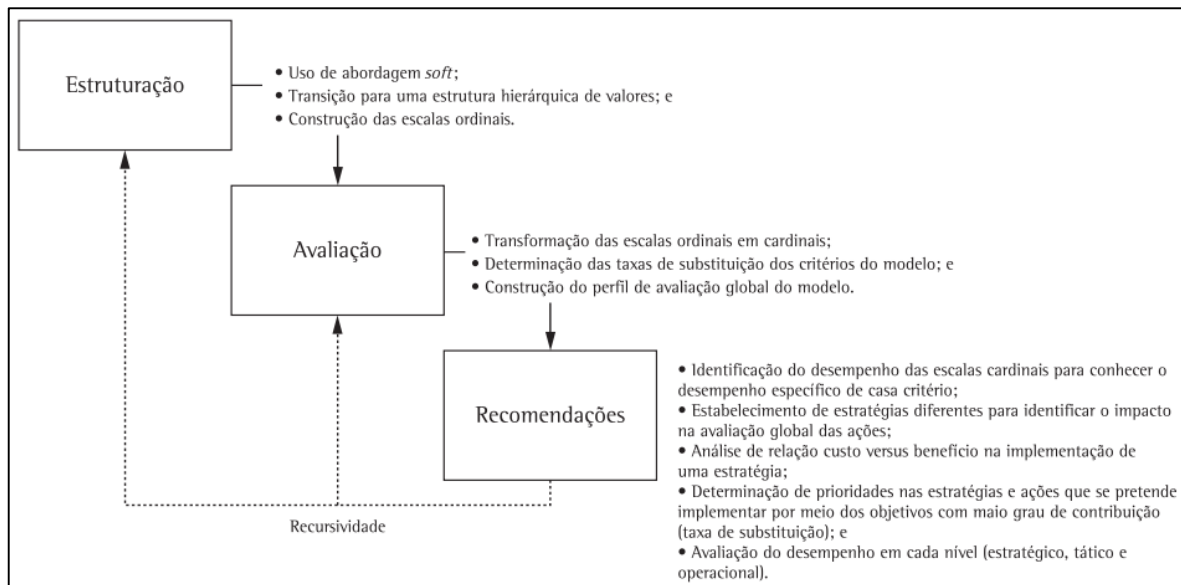 Estruturação
• Uso de abordagem soft;
• Transição para uma estrutura hierárquica de valores; e
• Construção das escalas ordinais.
Avaliação
• Transformação das escalas ordinais em cardinais;
• Determinação das taxas de substituição dos critérios do modelo; e
• Construção do perfil de avaliação global do modelo.
Recomendações
• Identificação do desempenho das escalas cardinais para conhecer o
desempenho específico de casa critério;
• Estabelecimento de estratégias diferentes para identificar o impacto
na avaliação global das ações;
• Análise de relação custo versus benefício na implementação de
uma estratégia;
• Determinação de prioridades nas estratégias e ações que se pretende
implementar por meio dos objetivos com maio grau de contribuição
(taxa de substituição); e
• Avaliação do desempenho em cada nível (estratégico, tático e
operacional).
Recursividade